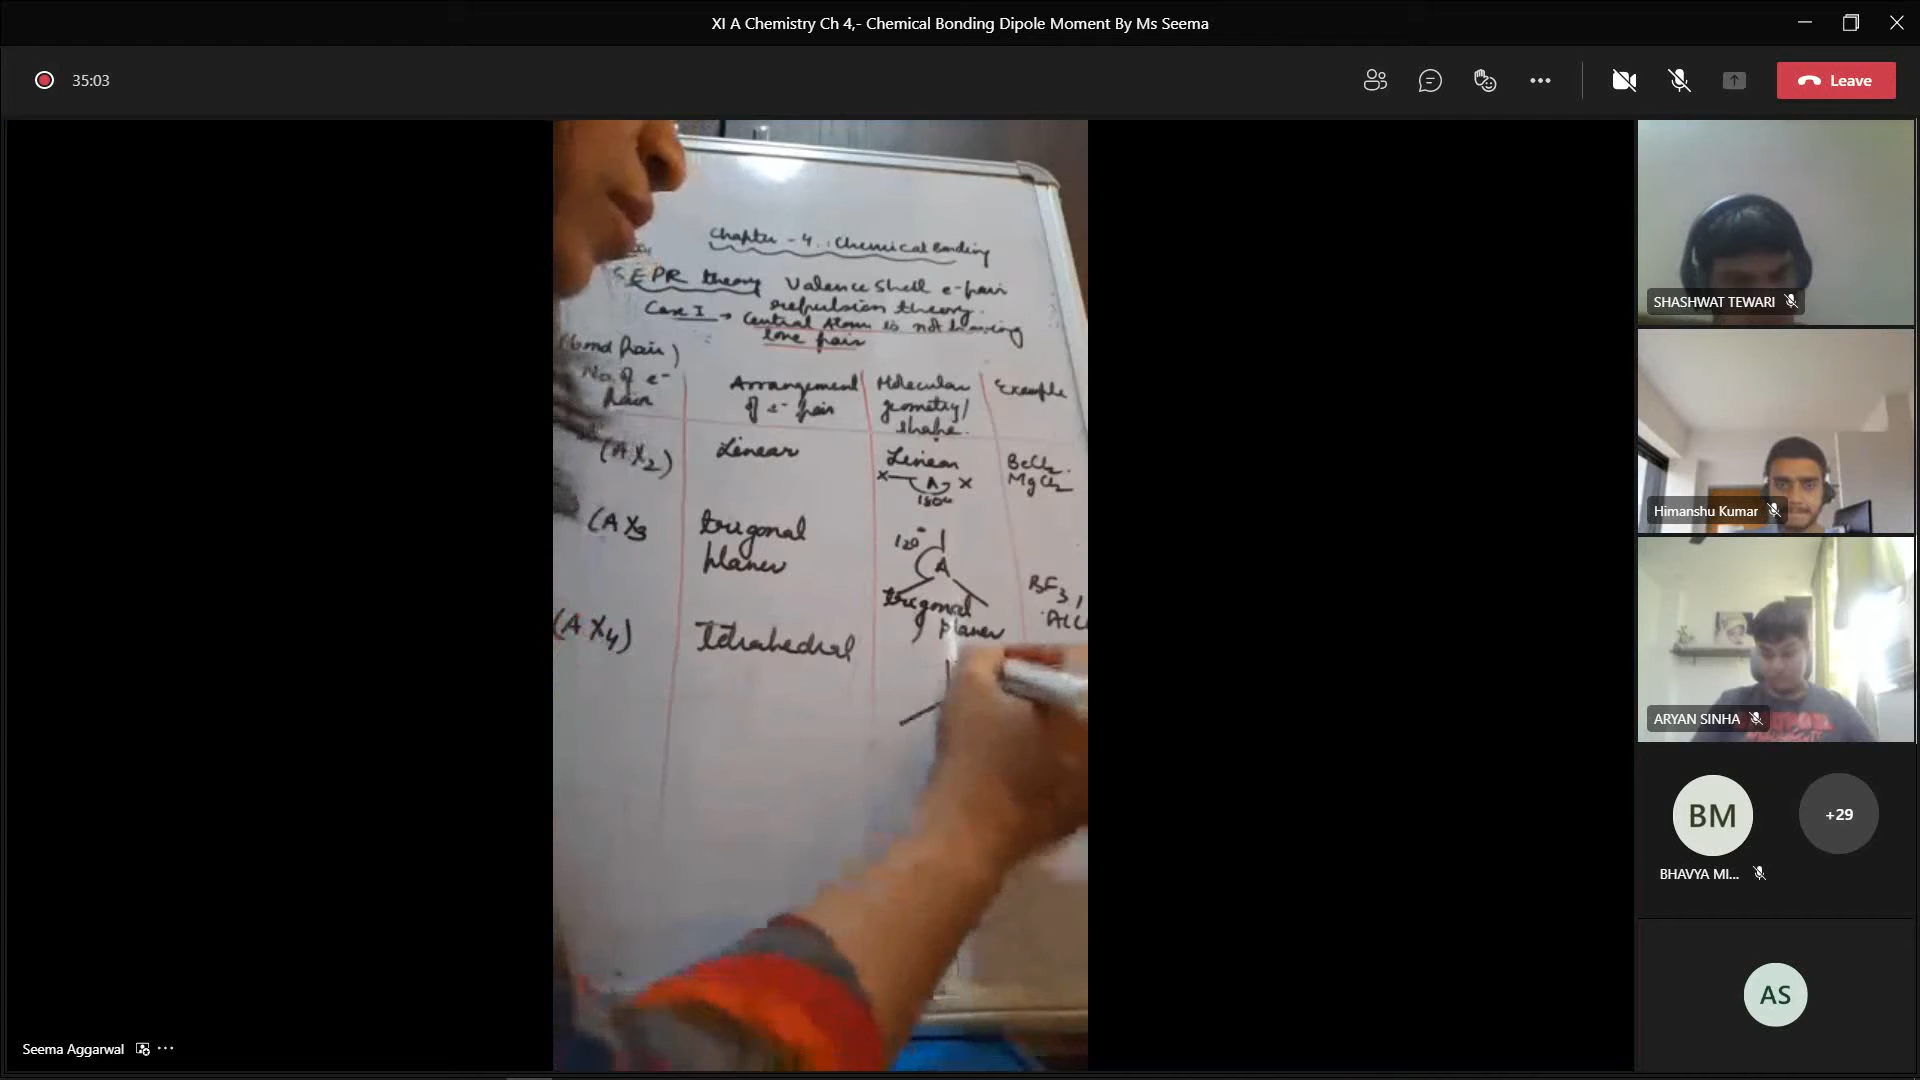 XI A Chemistry Ch 4,- Chemical Bonding Dipole Moment By Ms Seema
35:03
Leave
Chapter - 4 : Chemical Bonding
SEPR theory Valence Shell e- pair
repulsion theory.
Case I → Central Atom is not having
lone pair
bond pair)
No. of e-
pair
Arrangement
of e- pair
Molecular
geometry/
shape.
Example
(AX2)
Linear
Linear
X A X
180°
BeCl2.
MgCl2
(AX3
trigonal
planer
120°
A
trigonal
planer
BF3,
AlCl
(AX4)
Tetrahedral
SHASHWAT TEWARI
Himanshu Kumar
ARYAN SINHA
BM
+29
BHAVYA MI...
AS
Seema Aggarwal